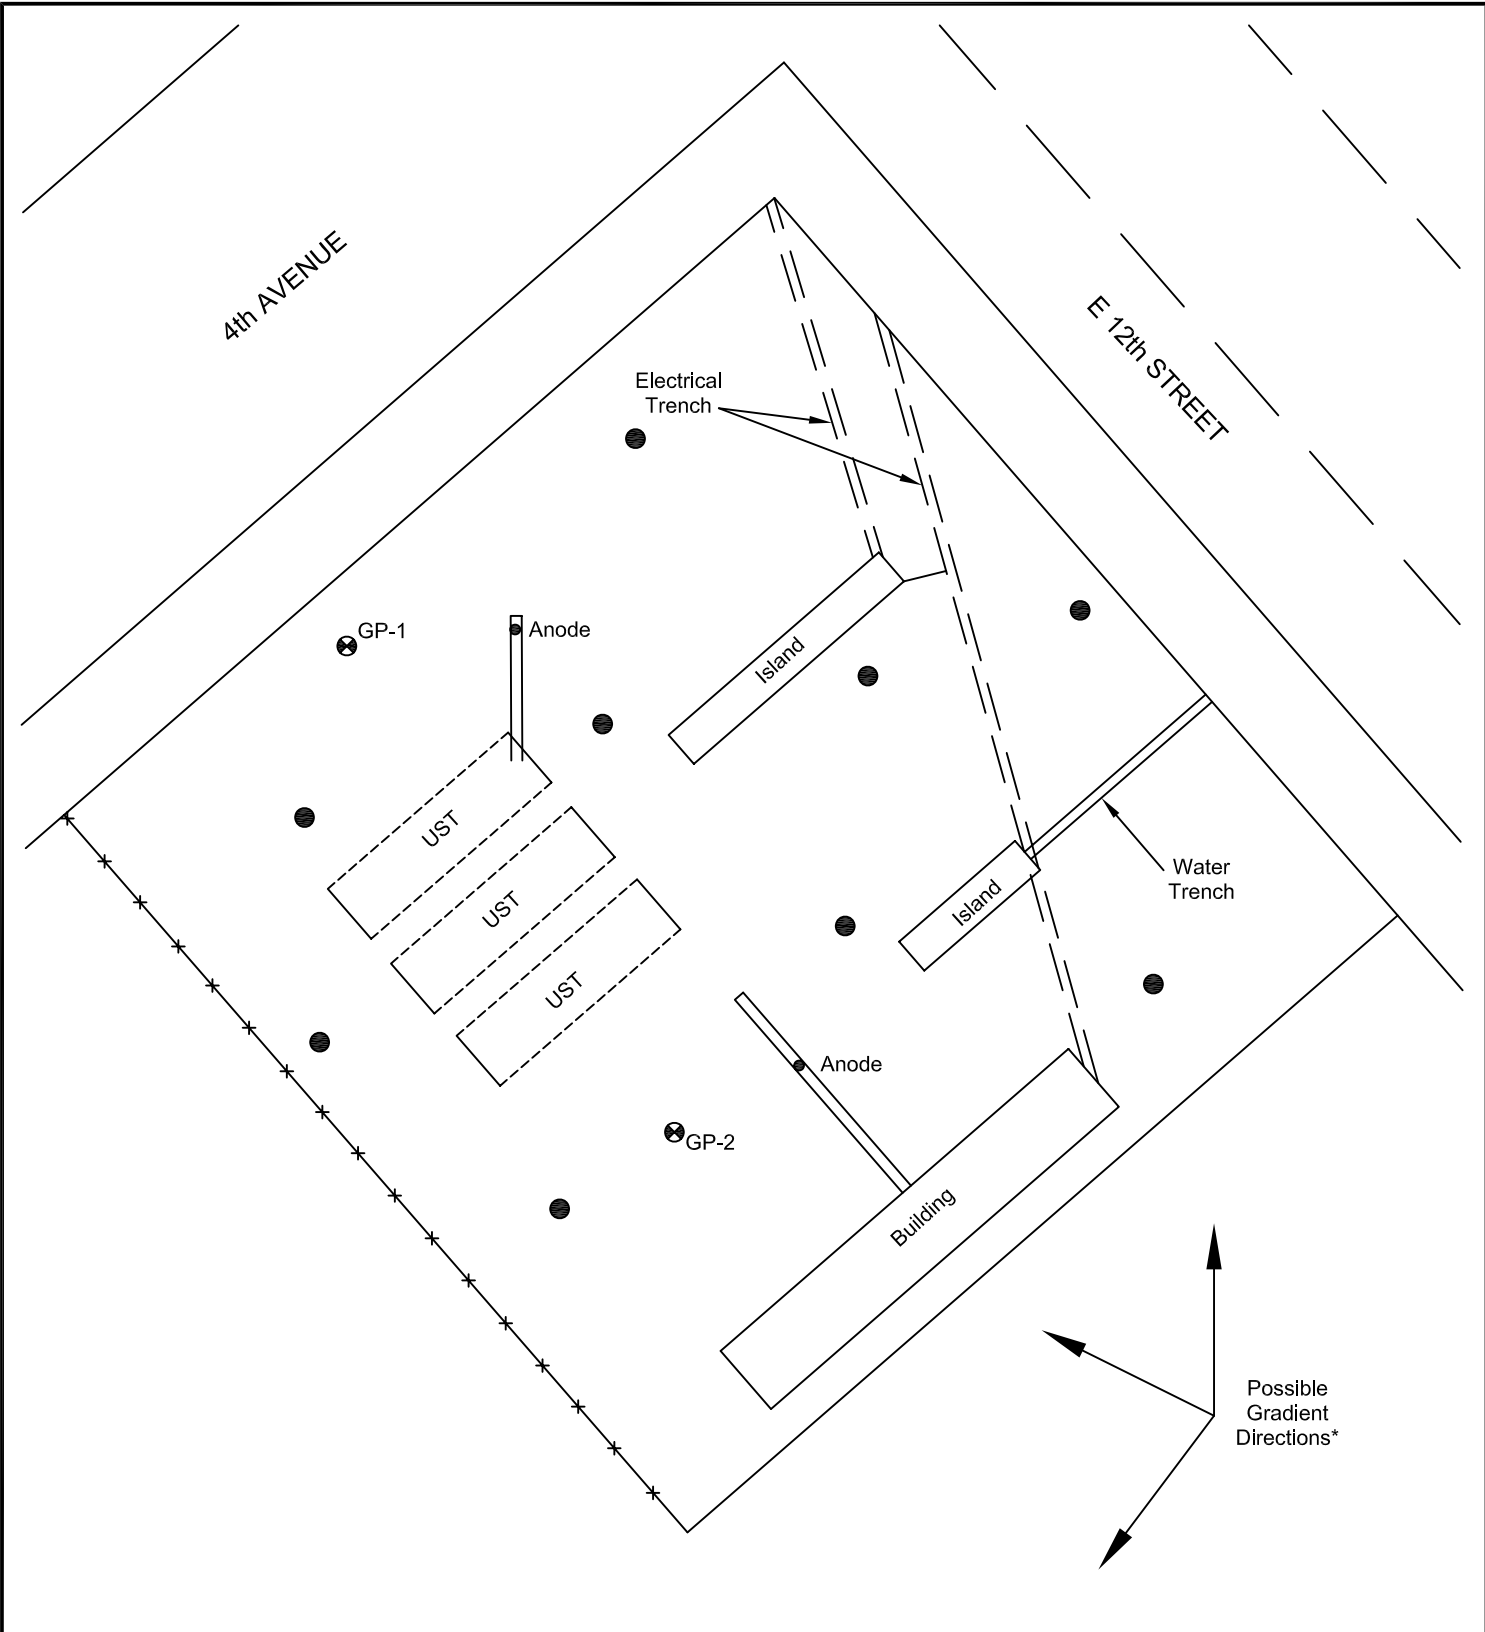 4th AVENUE
E 12th STREET
Electrical
Trench
GP-1
Anode
Island
UST
UST
UST
Island
Water
Trench
Anode
GP-2
Building
Possible
Gradient
Directions*